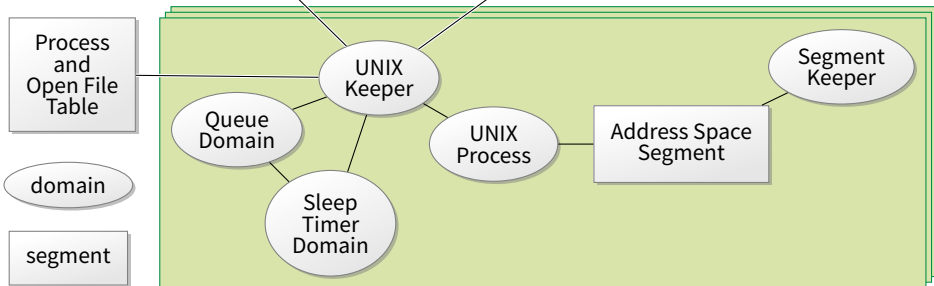 Process
and
Open File
Table
UNIX
Keeper
Segment
Keeper
Queue
Domain
UNIX
Process
Address Space
Segment
domain
Sleep
Timer
Domain
segment